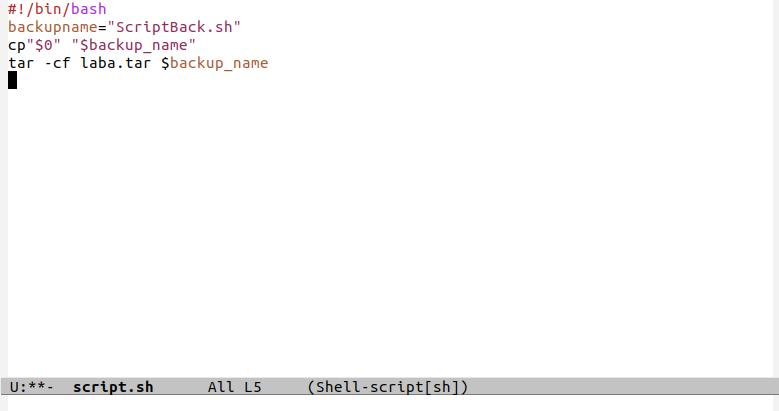 #!/bin/bash
backupname="ScriptBack.sh"
cp"$0" "$backup_name"
tar -cf laba.tar $backup_name
U:**-  script.sh      All L5     (Shell-script[sh])